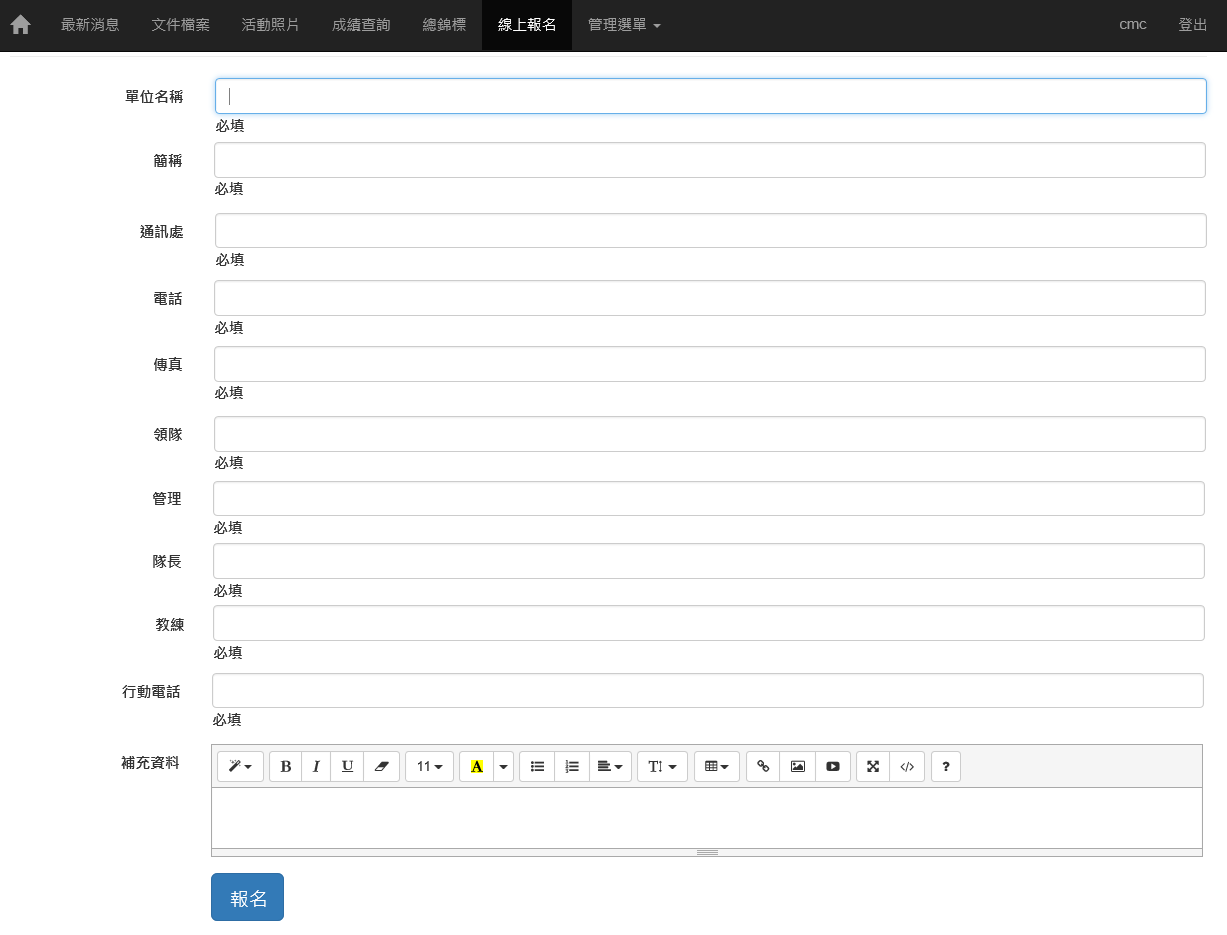 最新消息 文件檔案 活動照片 成績查詢 總錦標 線上報名 管理選單 cmc 登出
單位名稱
必填
簡稱
必填
通訊處
必填
電話
必填
傳真
必填
領隊
必填
管理
必填
隊長
必填
教練
必填
行動電話
必填
補充資料
B I U 11 A T ?
報名